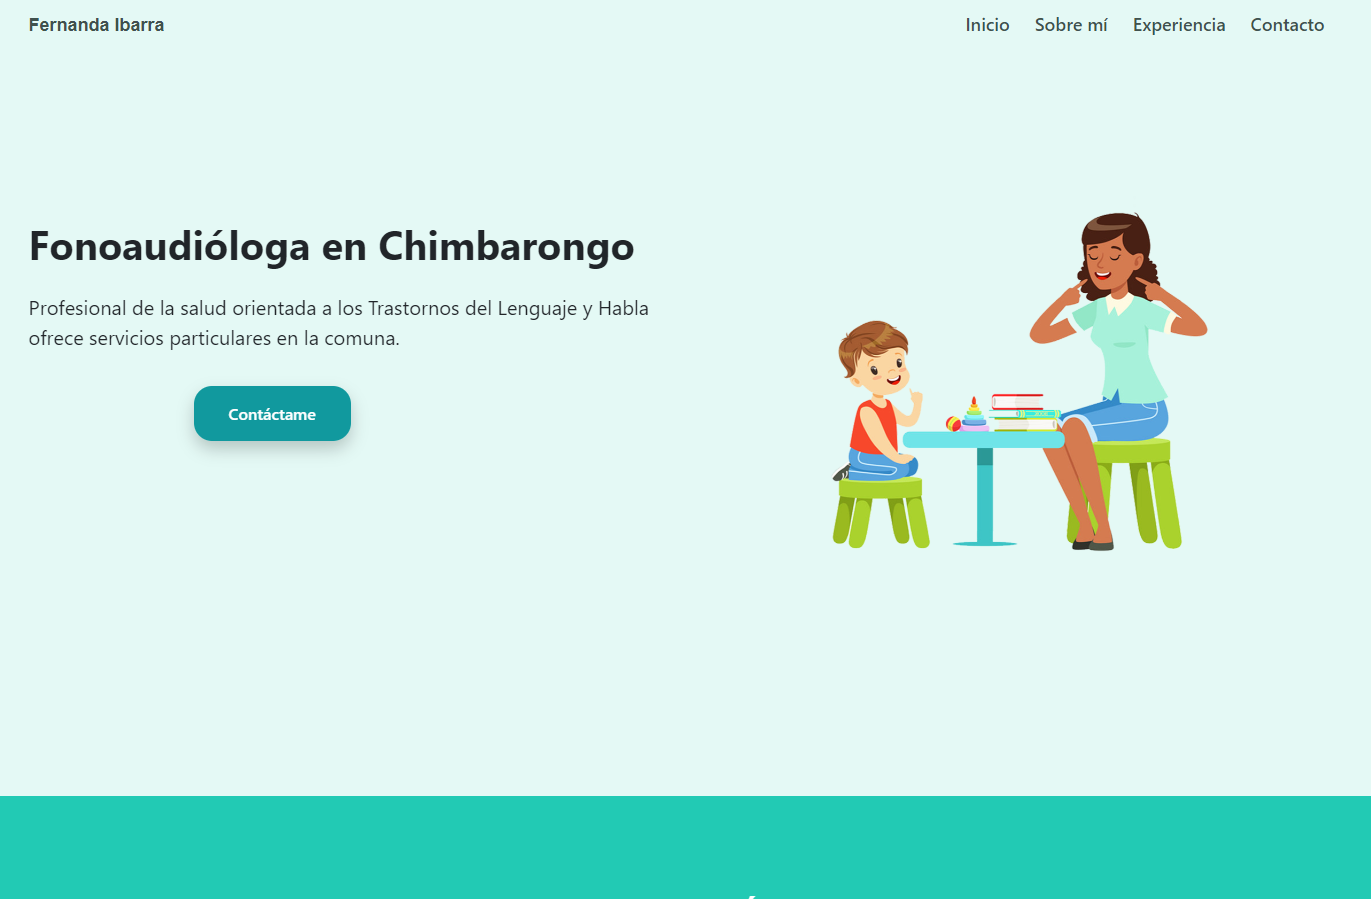 Fernanda Ibarra
Inicio Sobre mí Experiencia Contacto
Fonoaudióloga en Chimbarongo
Profesional de la salud orientada a los Trastornos del Lenguaje y Habla
ofrece servicios particulares en la comuna.
Contáctame